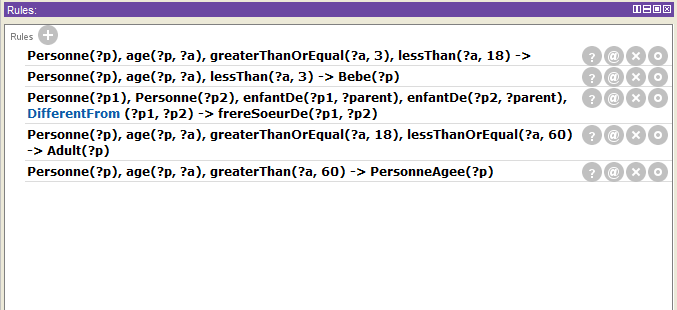 Rules:
Rules
Personne(?p), age(?p, ?a), greaterThanOrEqual(?a, 3), lessThan(?a, 18) ->
Personne(?p), age(?p, ?a), lessThan(?a, 3) -> Bebe(?p)
Personne(?p1), Personne(?p2), enfantDe(?p1, ?parent), enfantDe(?p2, ?parent),
DifferentFrom (?p1, ?p2) -> frereSoeurDe(?p1, ?p2)
Personne(?p), age(?p, ?a), greaterThanOrEqual(?a, 18), lessThanOrEqual(?a, 60)
-> Adult(?p)
Personne(?p), age(?p, ?a), greaterThan(?a, 60) -> PersonneAgee(?p)